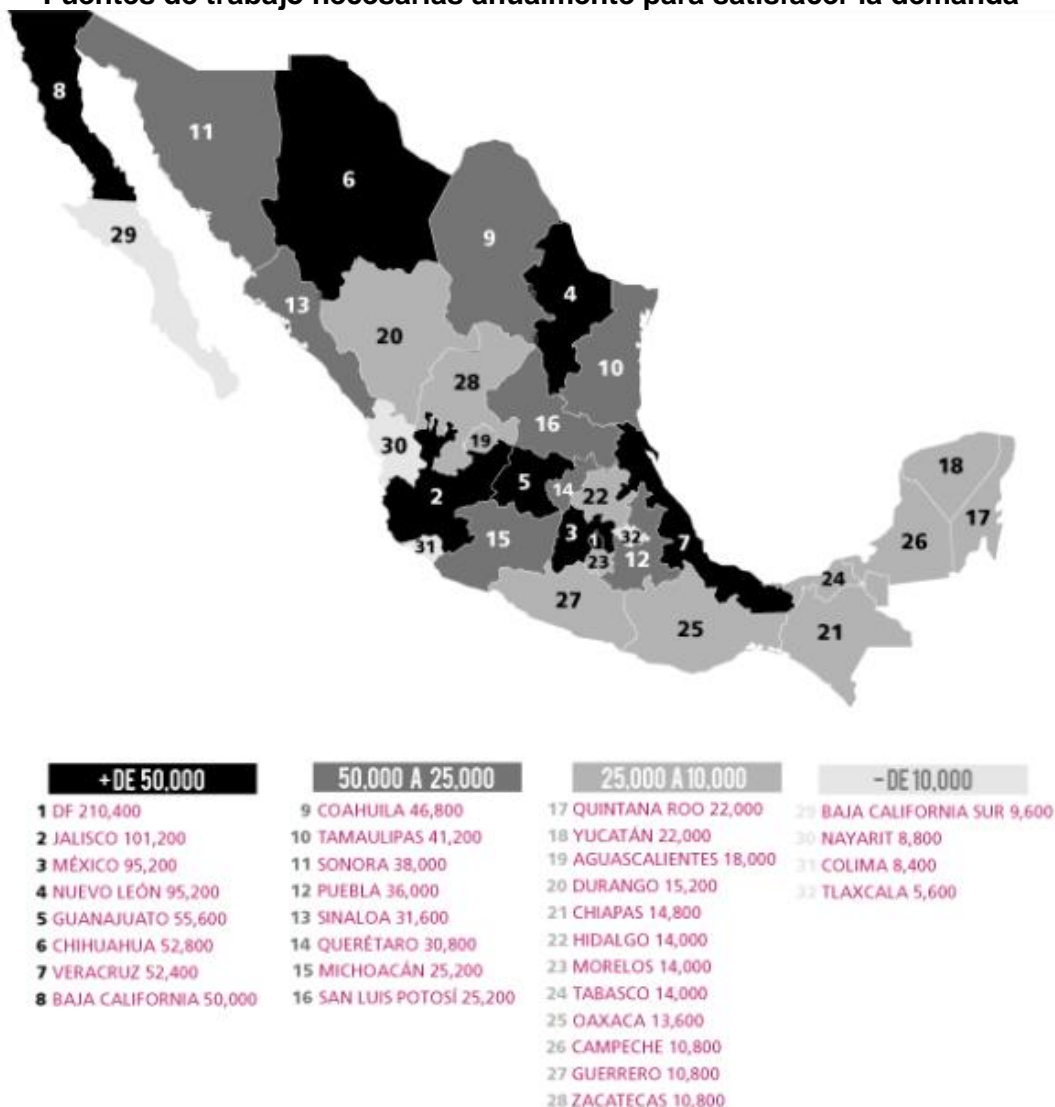 Fuentes de trabajo necesarias anualmente para satisfacer la demanda
8
11
6
29
9
4
13
20
10
28
16
30
19
18
5
14
22
2
17
3
1
32
7
26
31
15
23
12
24
27
25
21
+ DE 50,000
1 DF 210,400
2 JALISCO 101,200
3 MÉXICO 95,200
4 NUEVO LEÓN 95,200
5 GUANAJUATO 55,600
6 CHIHUAHUA 52,800
7 VERACRUZ 52,400
8 BAJA CALIFORNIA 50,000
50,000 A 25,000
9 COAHUILA 46,800
10 TAMAULIPAS 41,200
11 SONORA 38,000
12 PUEBLA 36,000
13 SINALOA 31,600
14 QUERÉTARO 30,800
15 MICHOACÁN 25,200
16 SAN LUIS POTOSÍ 25,200
25,000 A 10,000
17 QUINTANA ROO 22,000
18 YUCATÁN 22,000
19 AGUASCALIENTES 18,000
20 DURANGO 15,200
21 CHIAPAS 14,800
22 HIDALGO 14,000
23 MORELOS 14,000
24 TABASCO 14,000
25 OAXACA 13,600
26 CAMPECHE 10,800
27 GUERRERO 10,800
28 ZACATECAS 10,800
- DE 10,000
29 BAJA CALIFORNIA SUR 9,600
30 NAYARIT 8,800
31 COLIMA 8,400
32 TLAXCALA 5,600